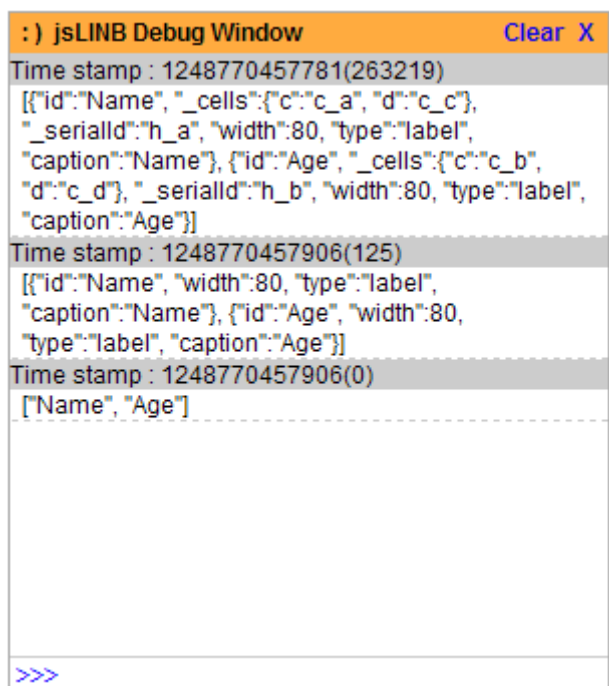 :) jsLINB Debug Window Clear X
Time stamp : 1248770457781(263219)
[{"id":"Name", "_cells":{"c":"c_a", "d":"c_c"},
"_serialId":"h_a", "width":80, "type":"label",
"caption":"Name"}, {"id":"Age", "_cells":{"c":"c_b",
"d":"c_d"}, "_serialId":"h_b", "width":80, "type":"label",
"caption":"Age"}]
Time stamp : 1248770457906(125)
[{"id":"Name", "width":80, "type":"label",
"caption":"Name"}, {"id":"Age", "width":80,
"type":"label", "caption":"Age"}]
Time stamp : 1248770457906(0)
["Name", "Age"]
>>>